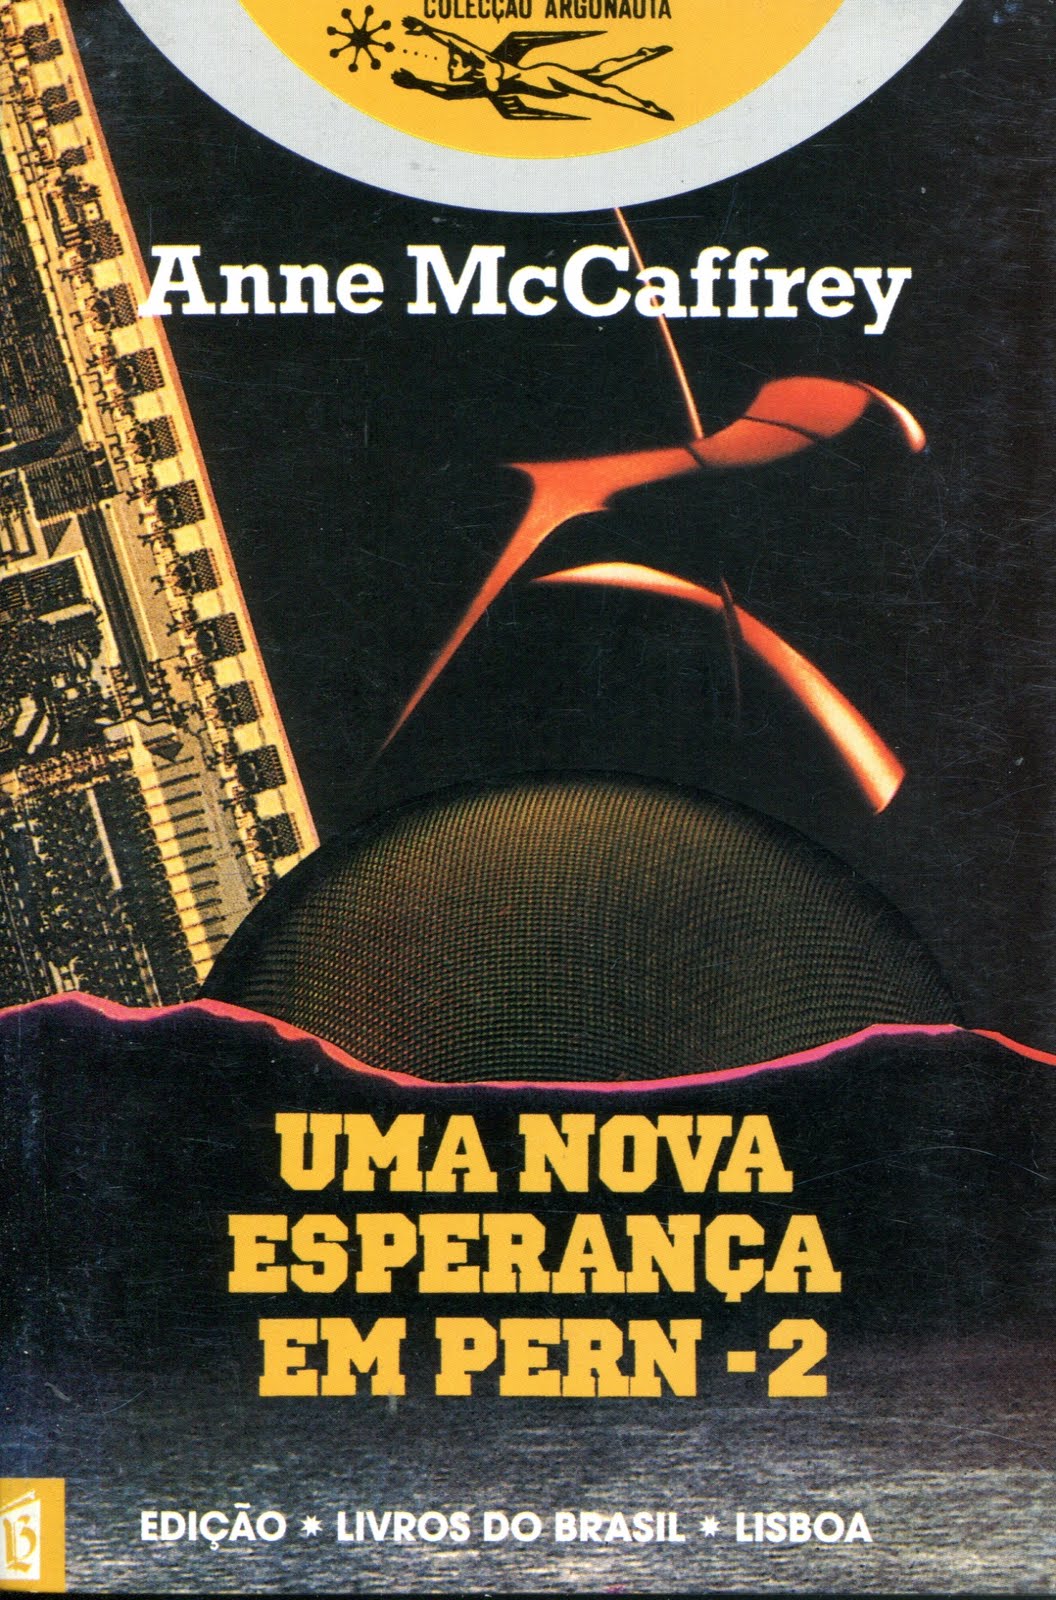 COLECÇÃO ARGONAUTA
Anne McCaffrey
UMA NOVA
ESPERANÇA
EM PERN - 2
EDIÇÃO * LIVROS DO BRASIL * LISBOA